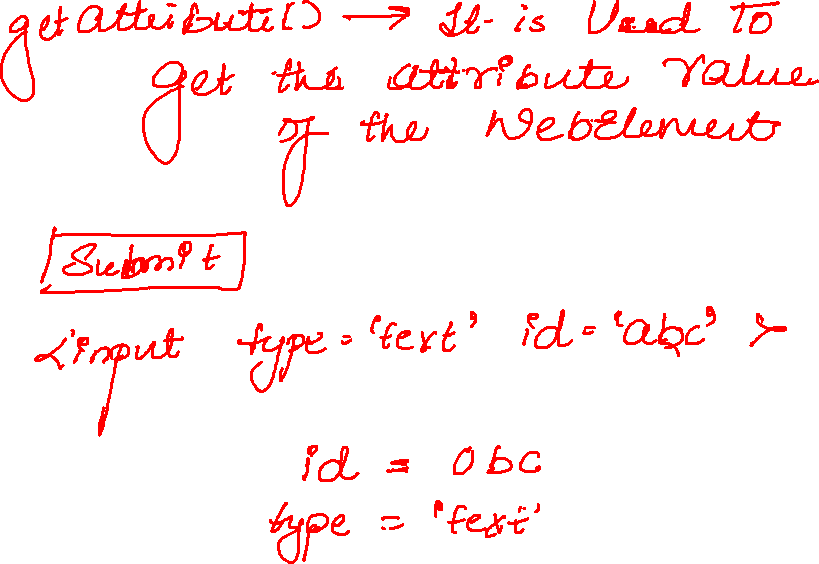 getattribute() → It is Used To
get the attribute value
of the WebElement
Submit
<input type='text' id='abc' >
id = abc
type = 'text'